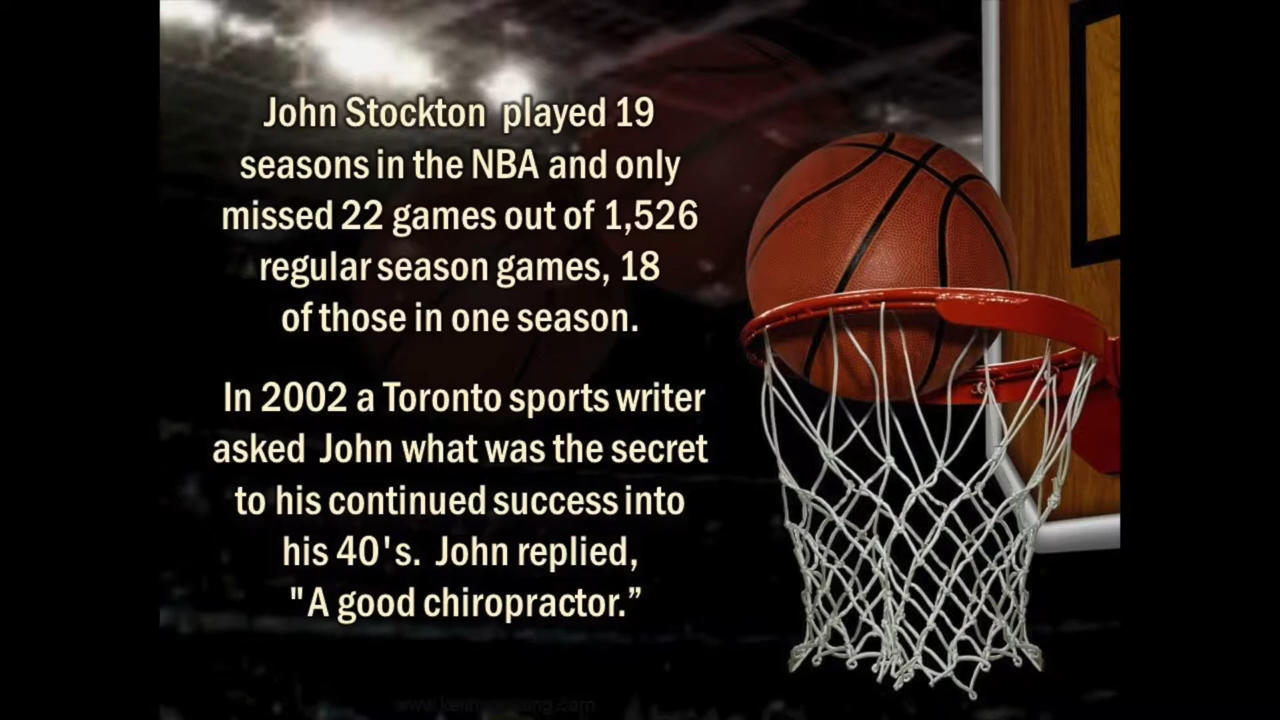 John Stockton  played 19
seasons in the NBA and only
missed 22 games out of 1,526
regular season games, 18
of those in one season.
In 2002 a Toronto sports writer
asked  John what was the secret
to his continued success into
his 40's.  John replied,
"A good chiropractor.”